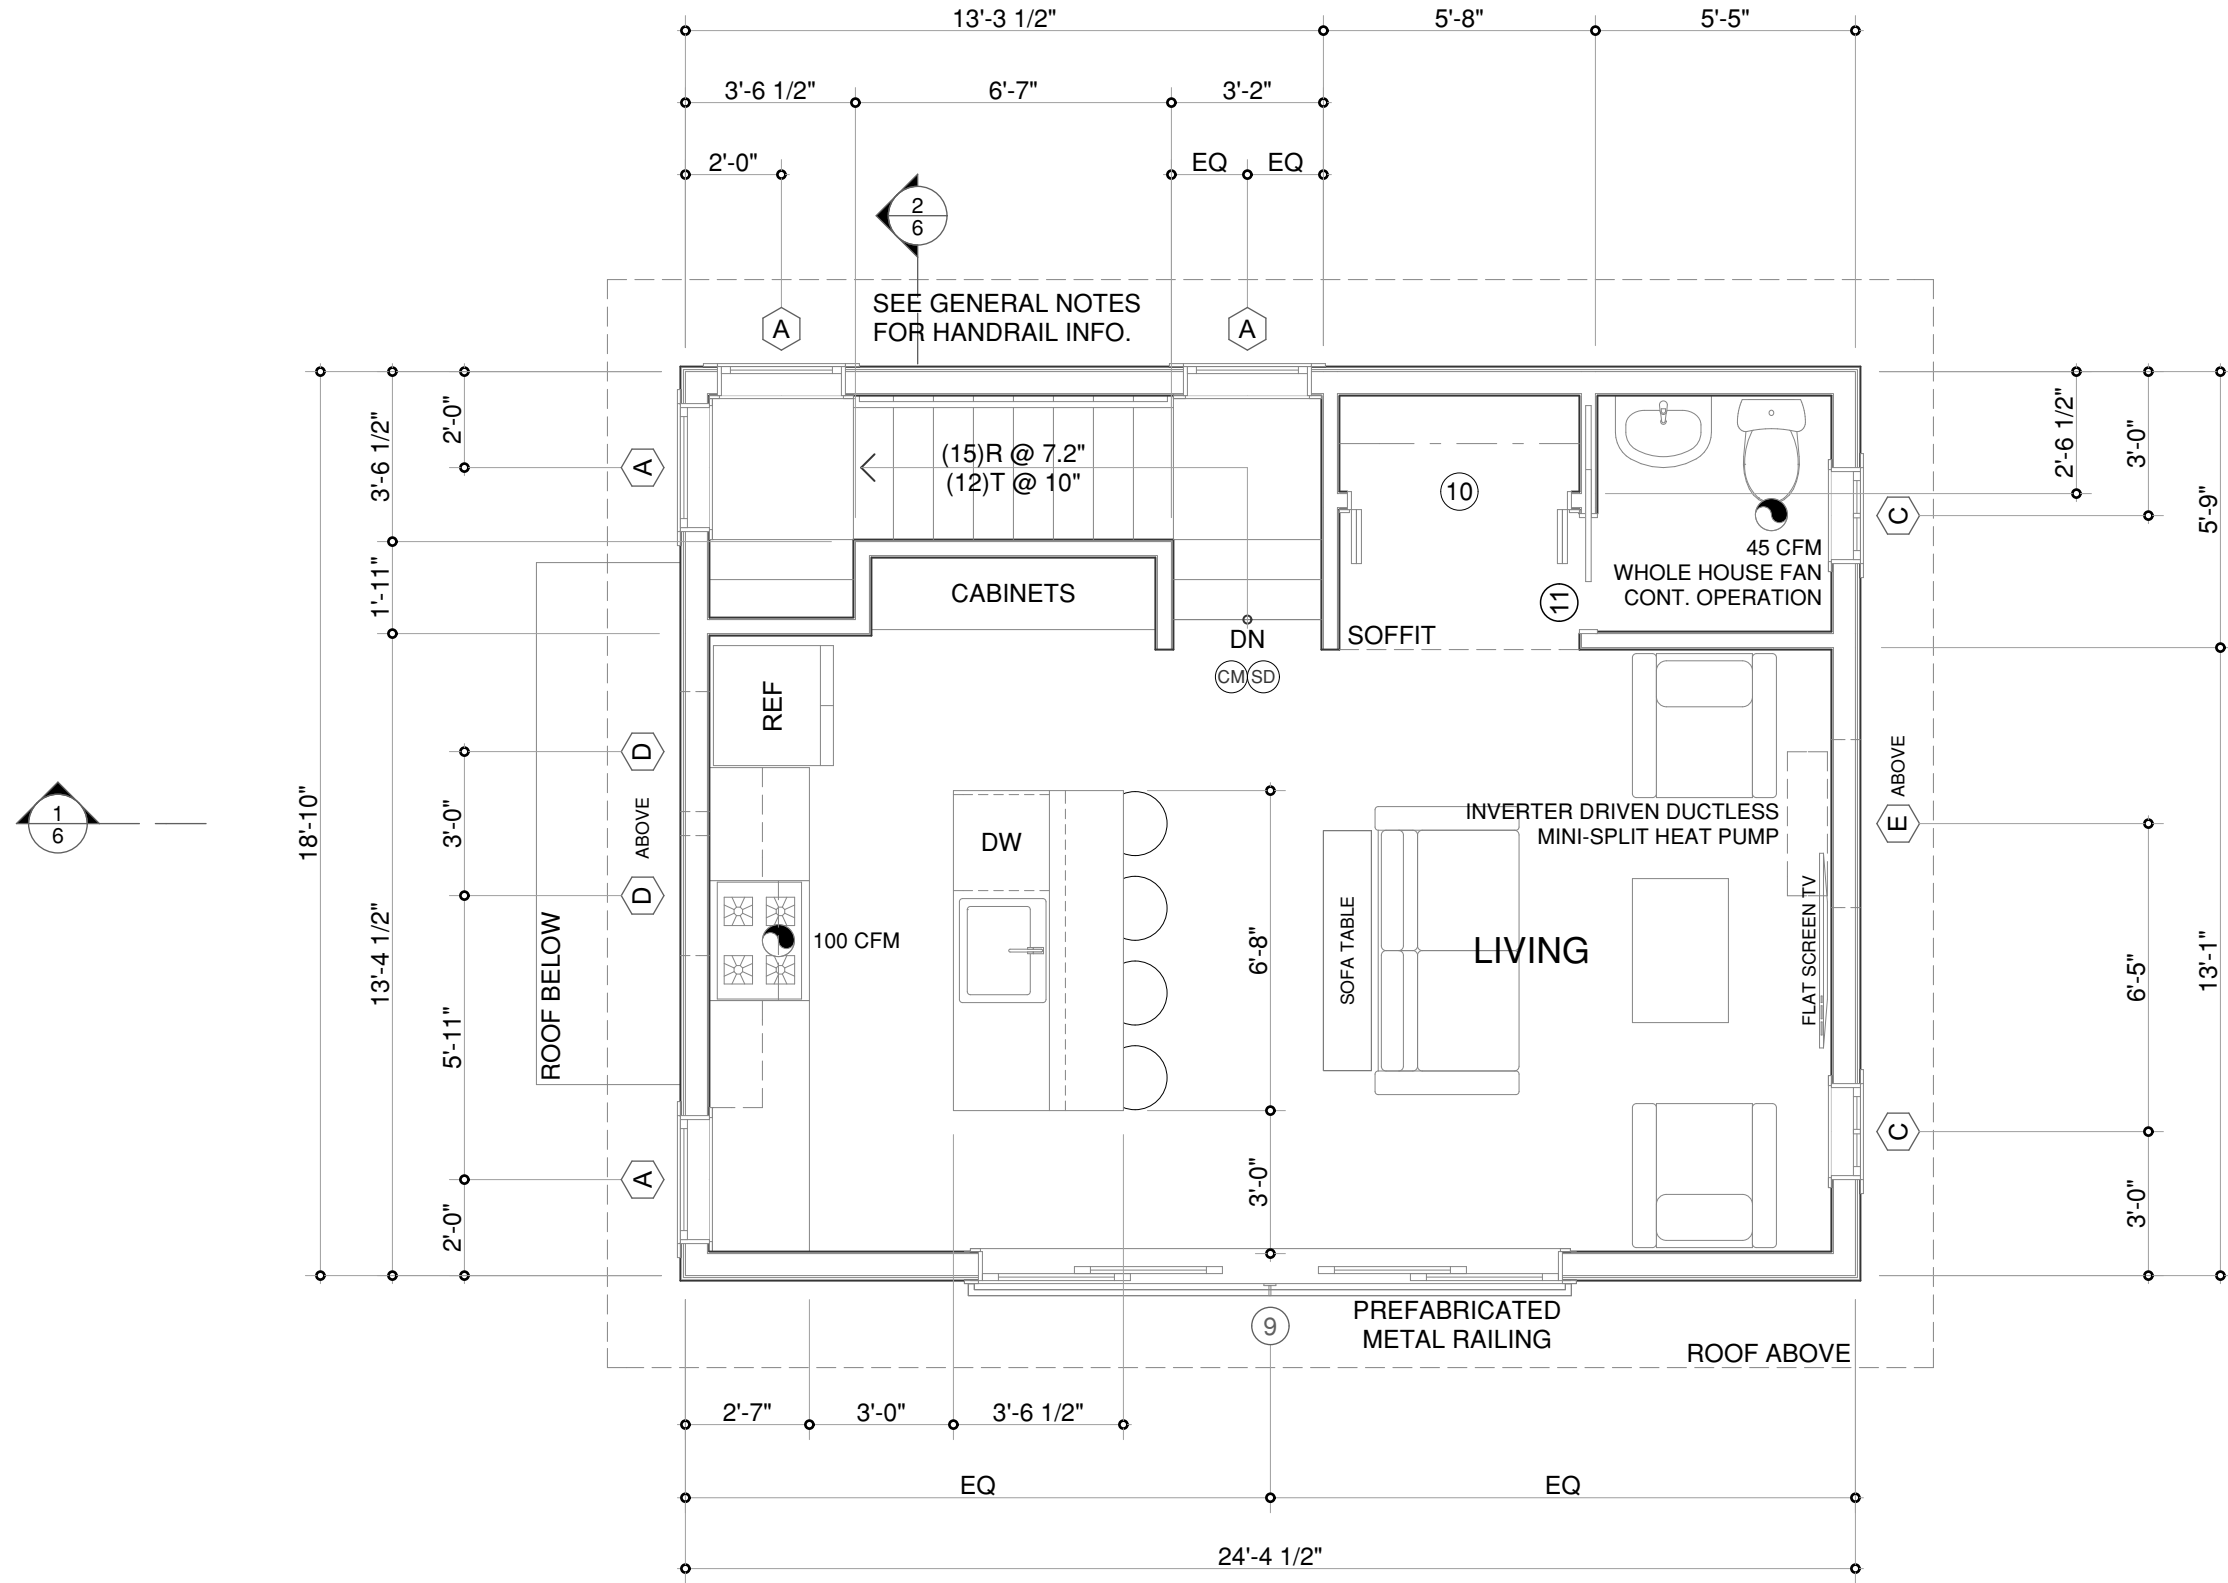 13'-3 1/2"
5'-8"
5'-5"
3'-6 1/2"
6'-7"
3'-2"
2'-0"
EQ
EQ
2
6
SEE GENERAL NOTES
FOR HANDRAIL INFO.
A
A
2'-0"
3'-6 1/2"
1'-11"
18'-10"
13'-4 1/2"
3'-0"
5'-11"
2'-0"
A
D
ABOVE
D
A
1
6
ROOF BELOW
(15)R @ 7.2"
(12)T @ 10"
CABINETS
DN
CM
SD
10
11
SOFFIT
45 CFM
WHOLE HOUSE FAN
CONT. OPERATION
2'-6 1/2"
3'-0"
5'-9"
C
REF
DW
100 CFM
6'-8"
3'-0"
INVERTER DRIVEN DUCTLESS
MINI-SPLIT HEAT PUMP
SOFA TABLE
LIVING
FLAT SCREEN TV
ABOVE
E
C
6'-5"
13'-1"
3'-0"
9
PREFABRICATED
METAL RAILING
ROOF ABOVE
2'-7"
3'-0"
3'-6 1/2"
EQ
EQ
24'-4 1/2"